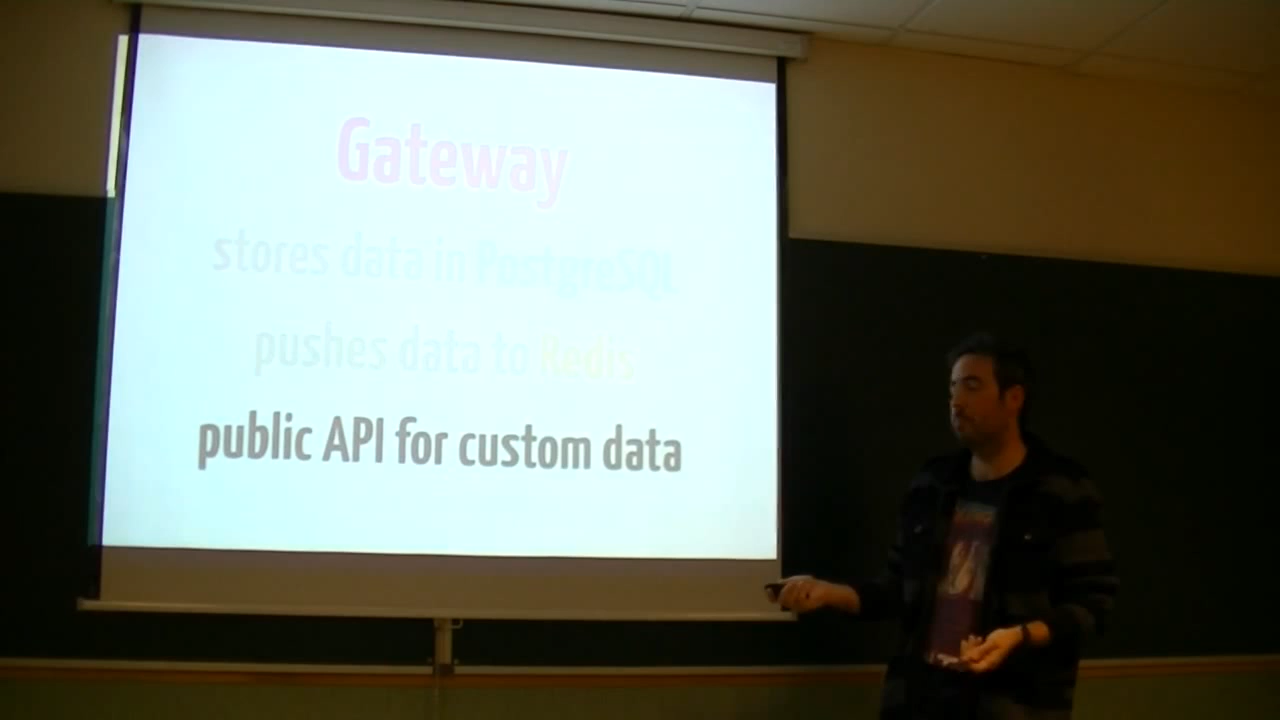 Gateway
stores data in PostgreSQL
pushes data to Redis
public API for custom data